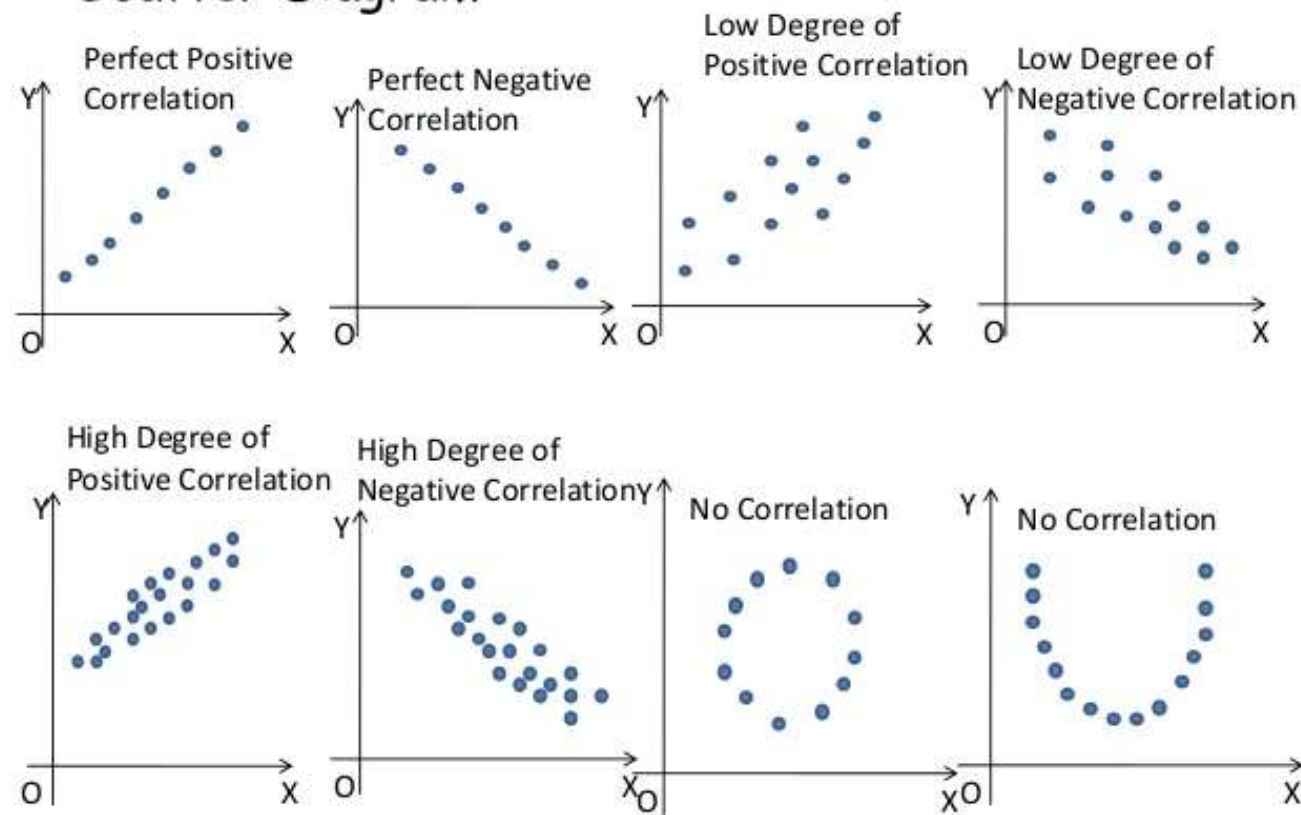 Perfect Positive
Correlation
Y
O
X
Perfect Negative
Correlation
Y
O
X
Low Degree of
Positive Correlation
Y
O
X
Low Degree of
Negative Correlation
Y
O
X
High Degree of
Positive Correlation
Y
O
X
High Degree of
Negative Correlation
Y
O
X
No Correlation
Y
O
X
No Correlation
Y
O
X